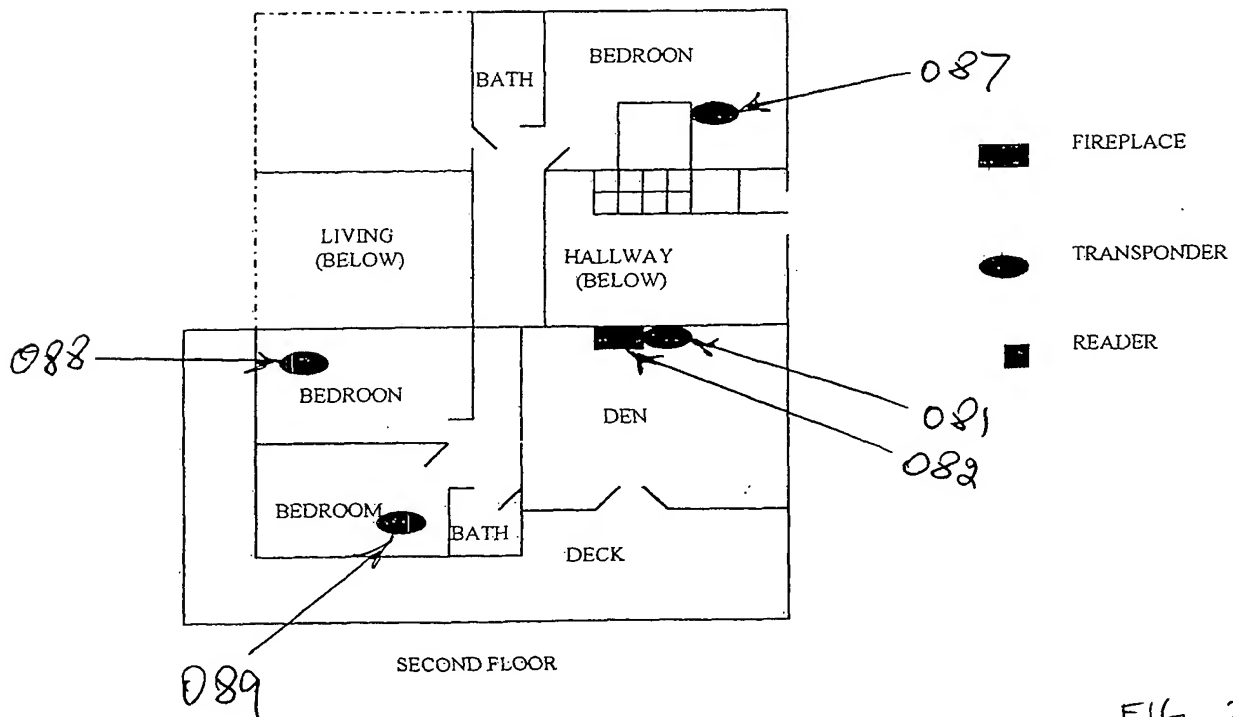 BEDROON
087
BATH
FIREPLACE
LIVING
(BELOW)
HALLWAY
(BELOW)
TRANSPONDER
READER
088
BEDROON
DEN
081
082
BEDROOM
BATH
DECK
SECOND FLOOR
089
FIG